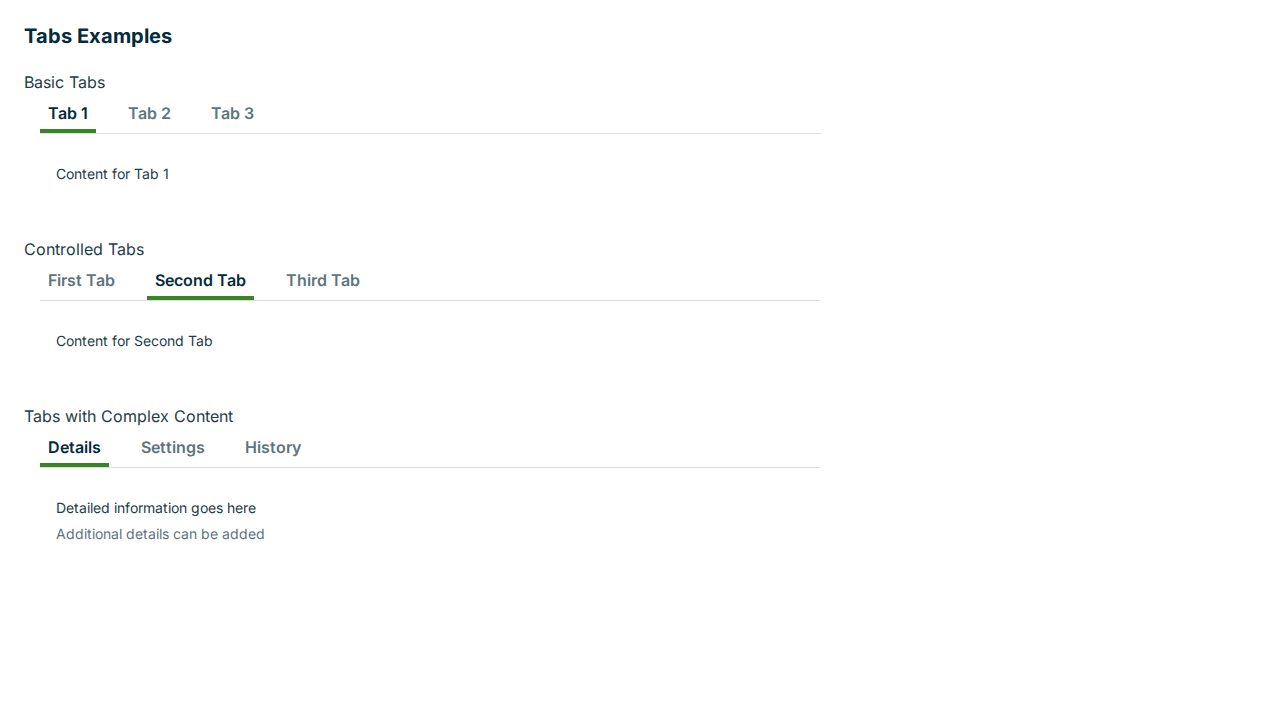 Tabs Examples
Basic Tabs
Tab 1 Tab 2 Tab 3
Content for Tab 1
Controlled Tabs
First Tab Second Tab Third Tab
Content for Second Tab
Tabs with Complex Content
Details Settings History
Detailed information goes here
Additional details can be added